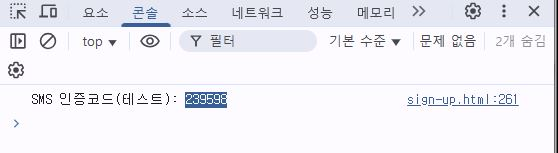 요소 콘솔 소스 네트워크 성능 메모리
top 필터 기본 수준 문제 없음 2개 숨김
SMS 인증코드(테스트): 239598 sign-up.html:261